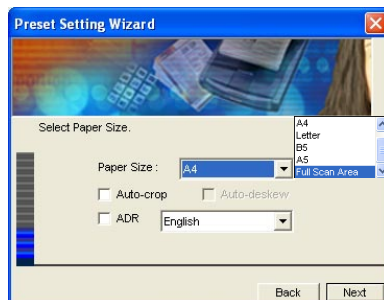 Preset Setting Wizard
Select Paper Size.
A4
Letter
B5
A5
Full Scan Area
Paper Size : A4
Auto-crop Auto-deskew
ADR English
Back Next